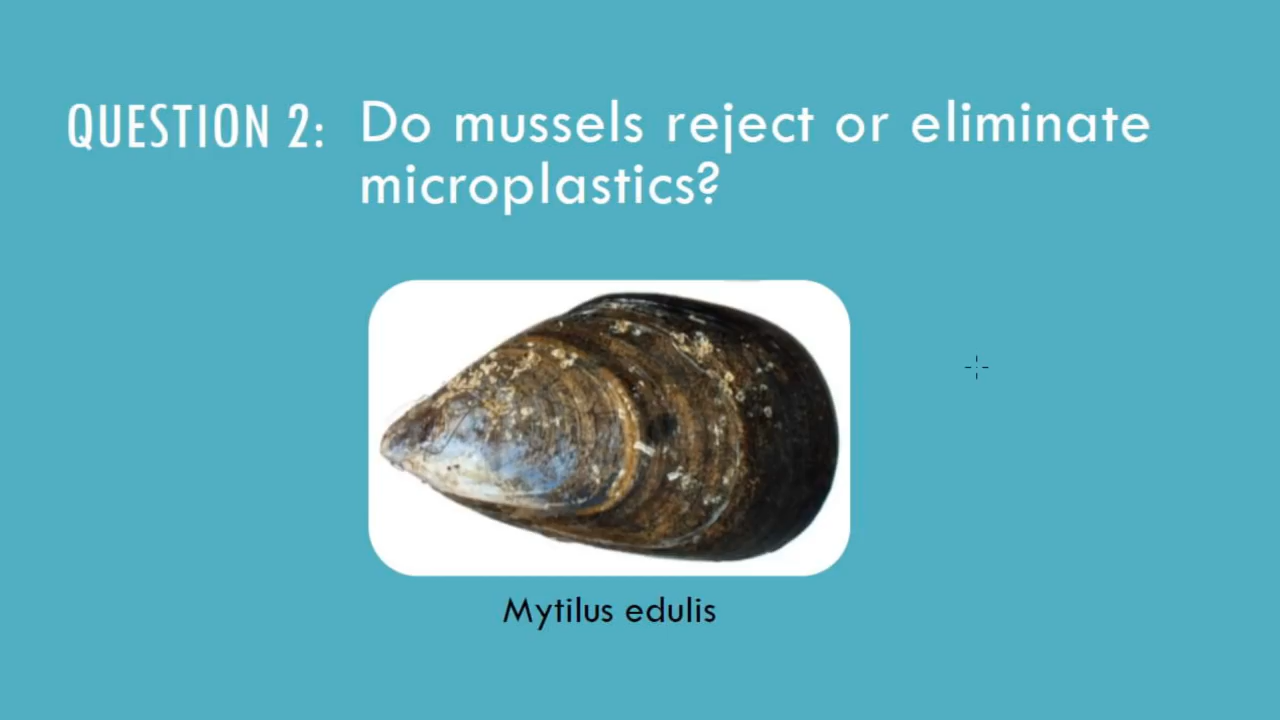 QUESTION 2: Do mussels reject or eliminate
microplastics?
Mytilus edulis